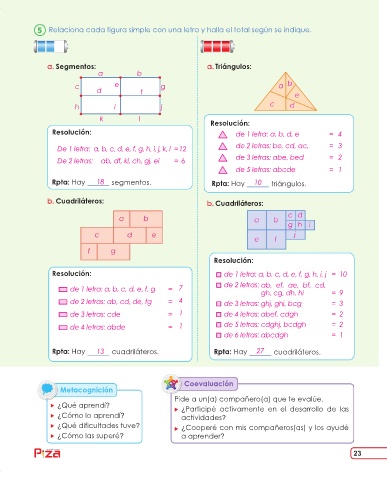 5 Relaciona cada figura simple con una letra y halla el total según se indique.
a. Segmentos:
a b
c d e f g
h i j
k l
Resolución:
De 1 letra: a, b, c, d, e, f, g, h, i, j, k, l = 12
De 2 letras: ab, df, kl, ch, gj, ei = 6
Rpta: Hay 18 segmentos.
a. Triángulos:
a b
e
c d
Resolución:
de 1 letra: a, b, d, e = 4
de 2 letras: be, cd, ac, = 3
de 3 letras: abe, bed = 2
de 5 letras: abcde = 1
Rpta: Hay 10 triángulos.
b. Cuadriláteros:
a b
c d e
f g
Resolución:
de 1 letra: a, b, c, d, e, f, g = 7
de 2 letras: ab, cd, de, fg = 4
de 3 letras: cde = 1
de 4 letras: abde = 1
Rpta: Hay 13 cuadriláteros.
b. Cuadriláteros:
a b c d
g h i
e f j
Resolución:
de 1 letra: a, b, c, d, e, f, g, h, i, j = 10
de 2 letras: ab, ef, ae, bf, cd,
gh, cg, dh, hi = 9
de 3 letras: ghj, ghi, bcg = 3
de 4 letras: abef, cdgh = 2
de 5 letras: cdghj, bcdgh = 2
de 6 letras: abcdgh = 1
Rpta: Hay 27 cuadriláteros.
Metacognición
¿Qué aprendí?
¿Cómo lo aprendí?
¿Qué dificultades tuve?
¿Cómo las superé?
Coevaluación
Pide a un(a) compañero(a) que te evalúe.
¿Participé activamente en el desarrollo de las
actividades?
¿Cooperé con mis compañeros(as) y los ayudé
a aprender?
23